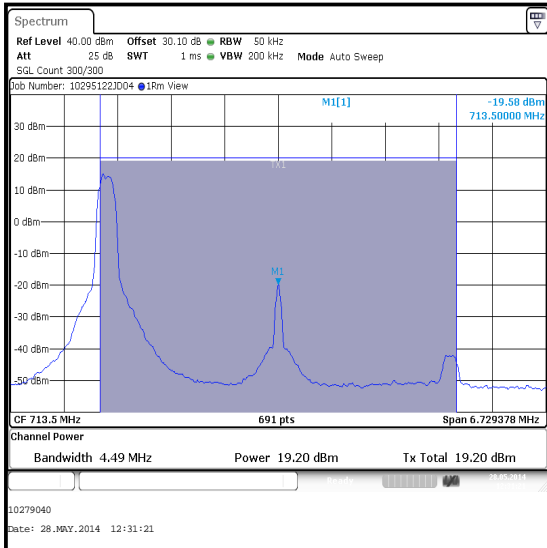 Spectrum
Ref Level 40.00 dBm Offset 30.10 dB RBW 50 kHz
Att 25 dB SWT 1 ms VBW 200 kHz Mode Auto Sweep
SGL Count 300/300
Job Number: 10295122JD04 1Rm View
M1[1] -19.58 dBm
713.50000 MHz
30 dBm
20 dBm
TX1
10 dBm
0 dBm
-10 dBm
-20 dBm
M1
-30 dBm
-40 dBm
-50 dBm
CF 713.5 MHz 691 pts Span 6.729378 MHz
Channel Power
Bandwidth 4.49 MHz Power 19.20 dBm Tx Total 19.20 dBm
Ready 28.05.2014
10279040
Date: 28.MAY.2014 12:31:21